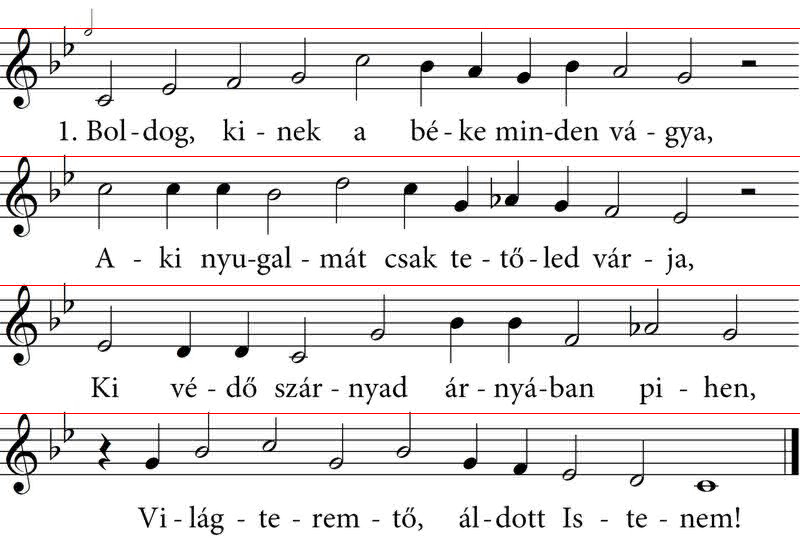 1. Bol-dog, ki - nek a bé-ke min-den vá - gya,
A - ki nyu-gal - mát csak te - tő-led vár - ja,
Ki vé - dő szár - nyad ár - nyá-ban pi - hen,
Vi - lág - te - rem - tő, ál-dott Is - te - nem!